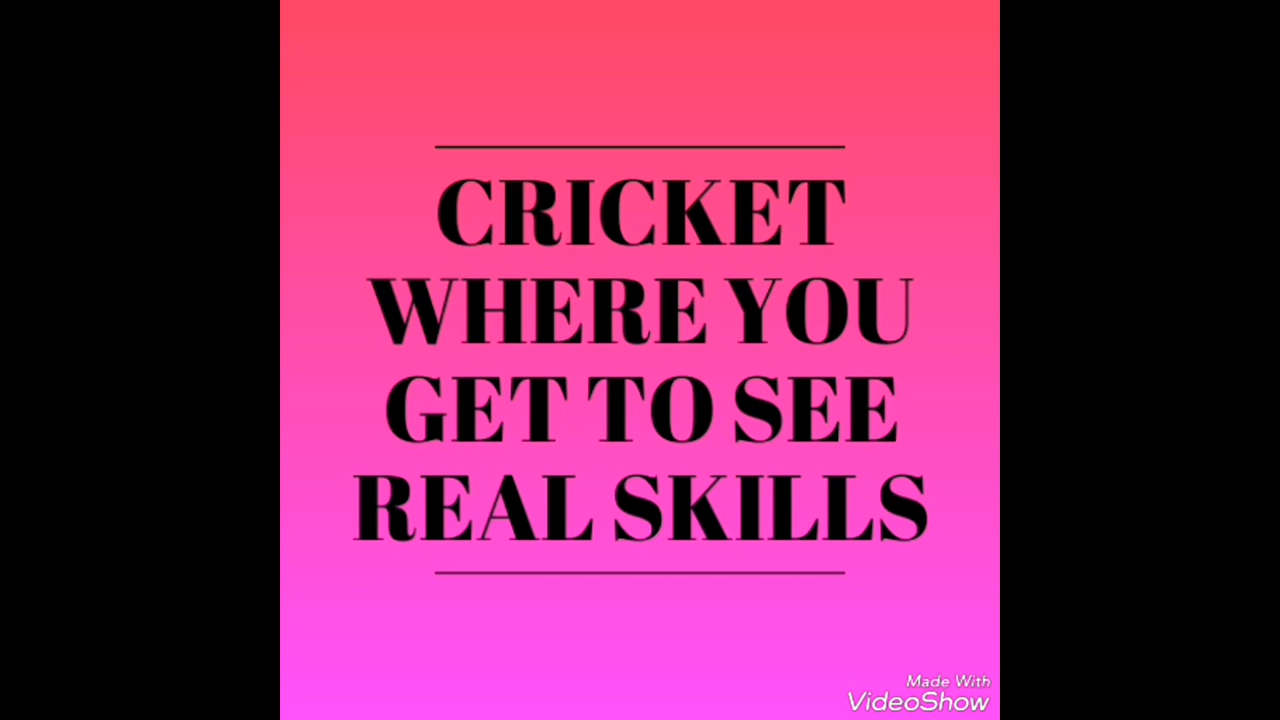 CRICKET
WHERE YOU
GET TO SEE
REAL SKILLS
Made With
VideoShow